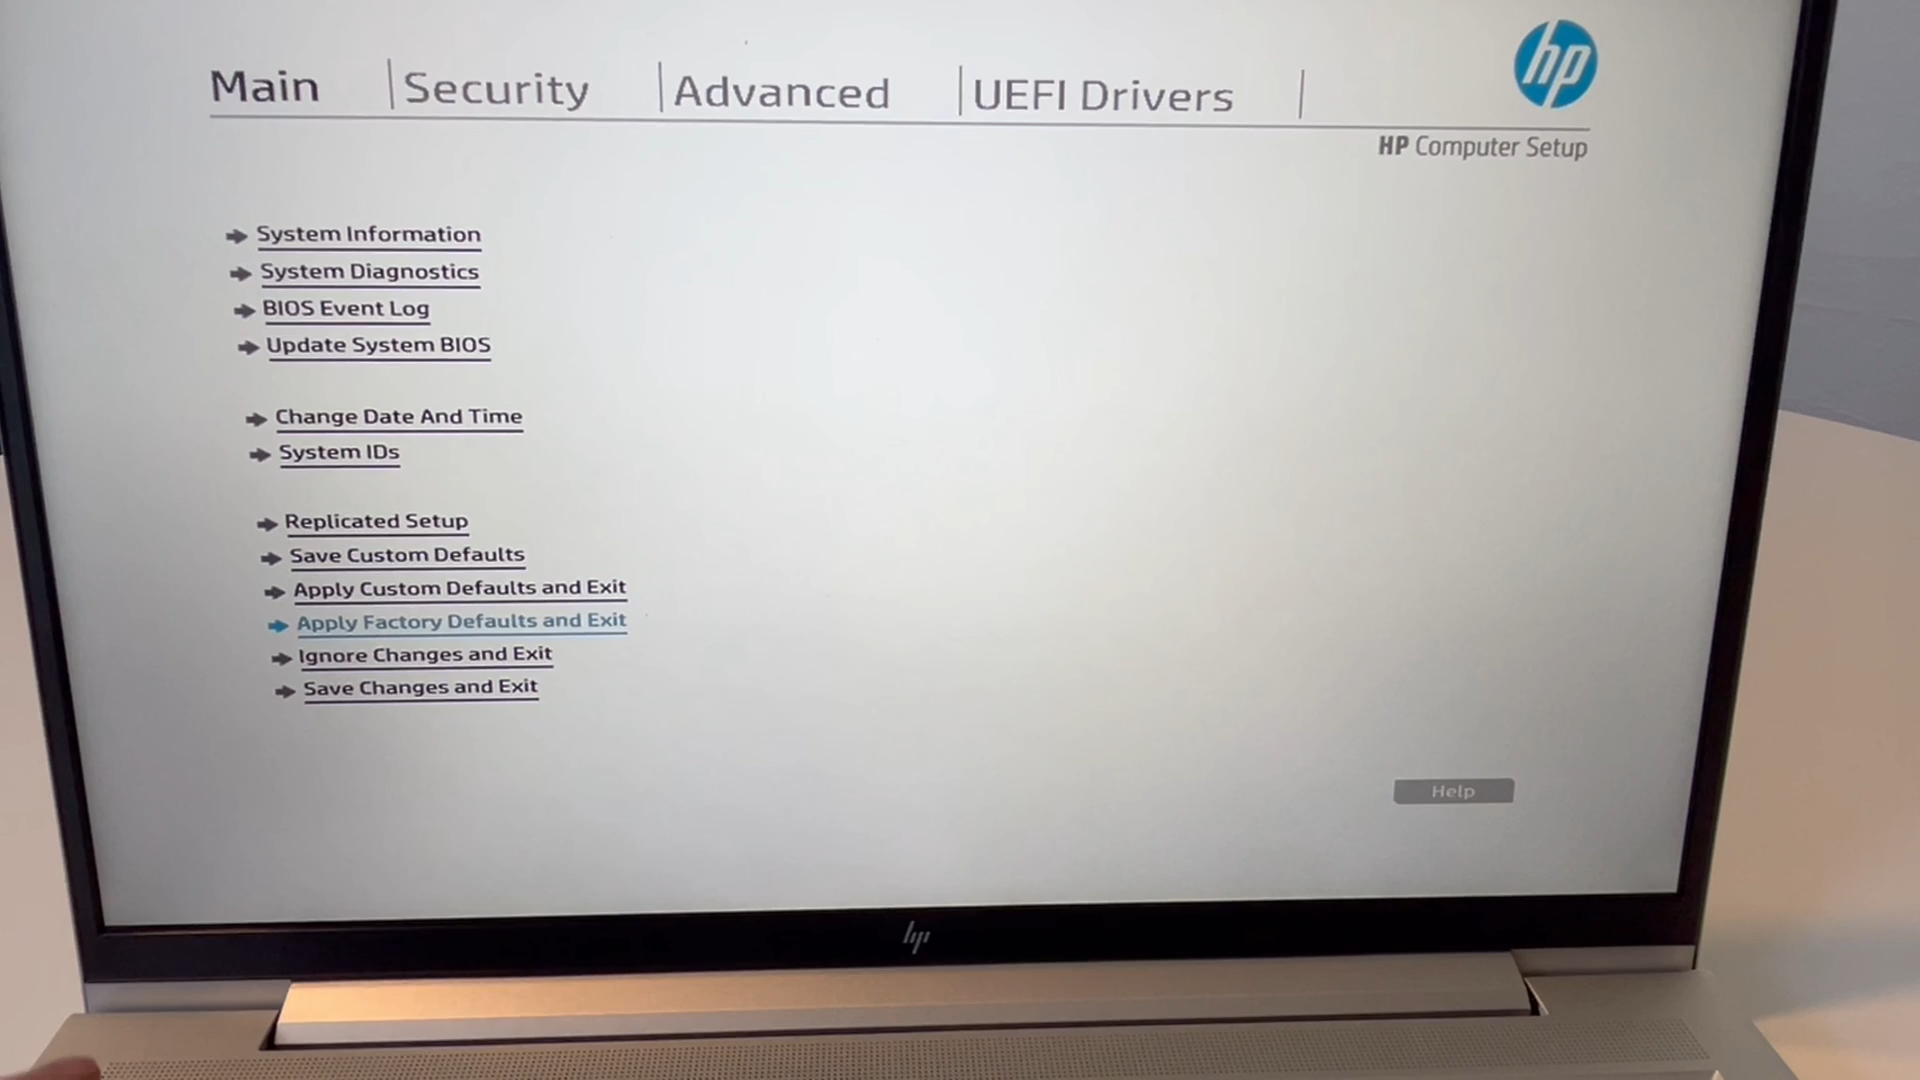 hp
Main Security Advanced UEFI Drivers
HP Computer Setup
System Information
System Diagnostics
BIOS Event Log
Update System BIOS
Change Date And Time
System IDs
Replicated Setup
Save Custom Defaults
Apply Custom Defaults and Exit
Apply Factory Defaults and Exit
Ignore Changes and Exit
Save Changes and Exit
Help
hp